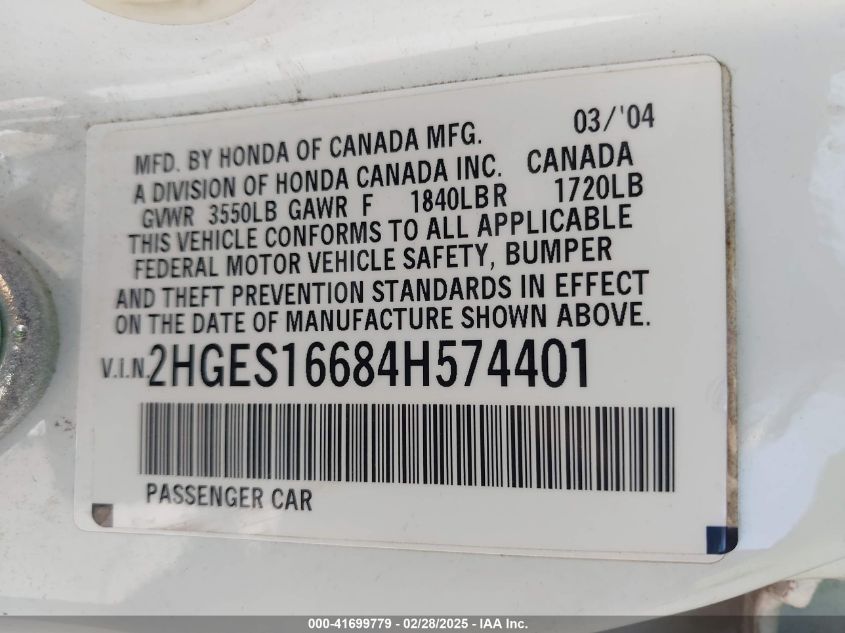 MFD. BY HONDA OF CANADA MFG. 03/'04
A DIVISION OF HONDA CANADA INC. CANADA
GVWR 3550LB GAWR F 1840LBR 1720LB
THIS VEHICLE CONFORMS TO ALL APPLICABLE
FEDERAL MOTOR VEHICLE SAFETY, BUMPER
AND THEFT PREVENTION STANDARDS IN EFFECT
ON THE DATE OF MANUFACTURE SHOWN ABOVE.
V.I.N. 2HGES16684H574401
PASSENGER CAR
000-41699779 - 02/28/2025 - IAA Inc.